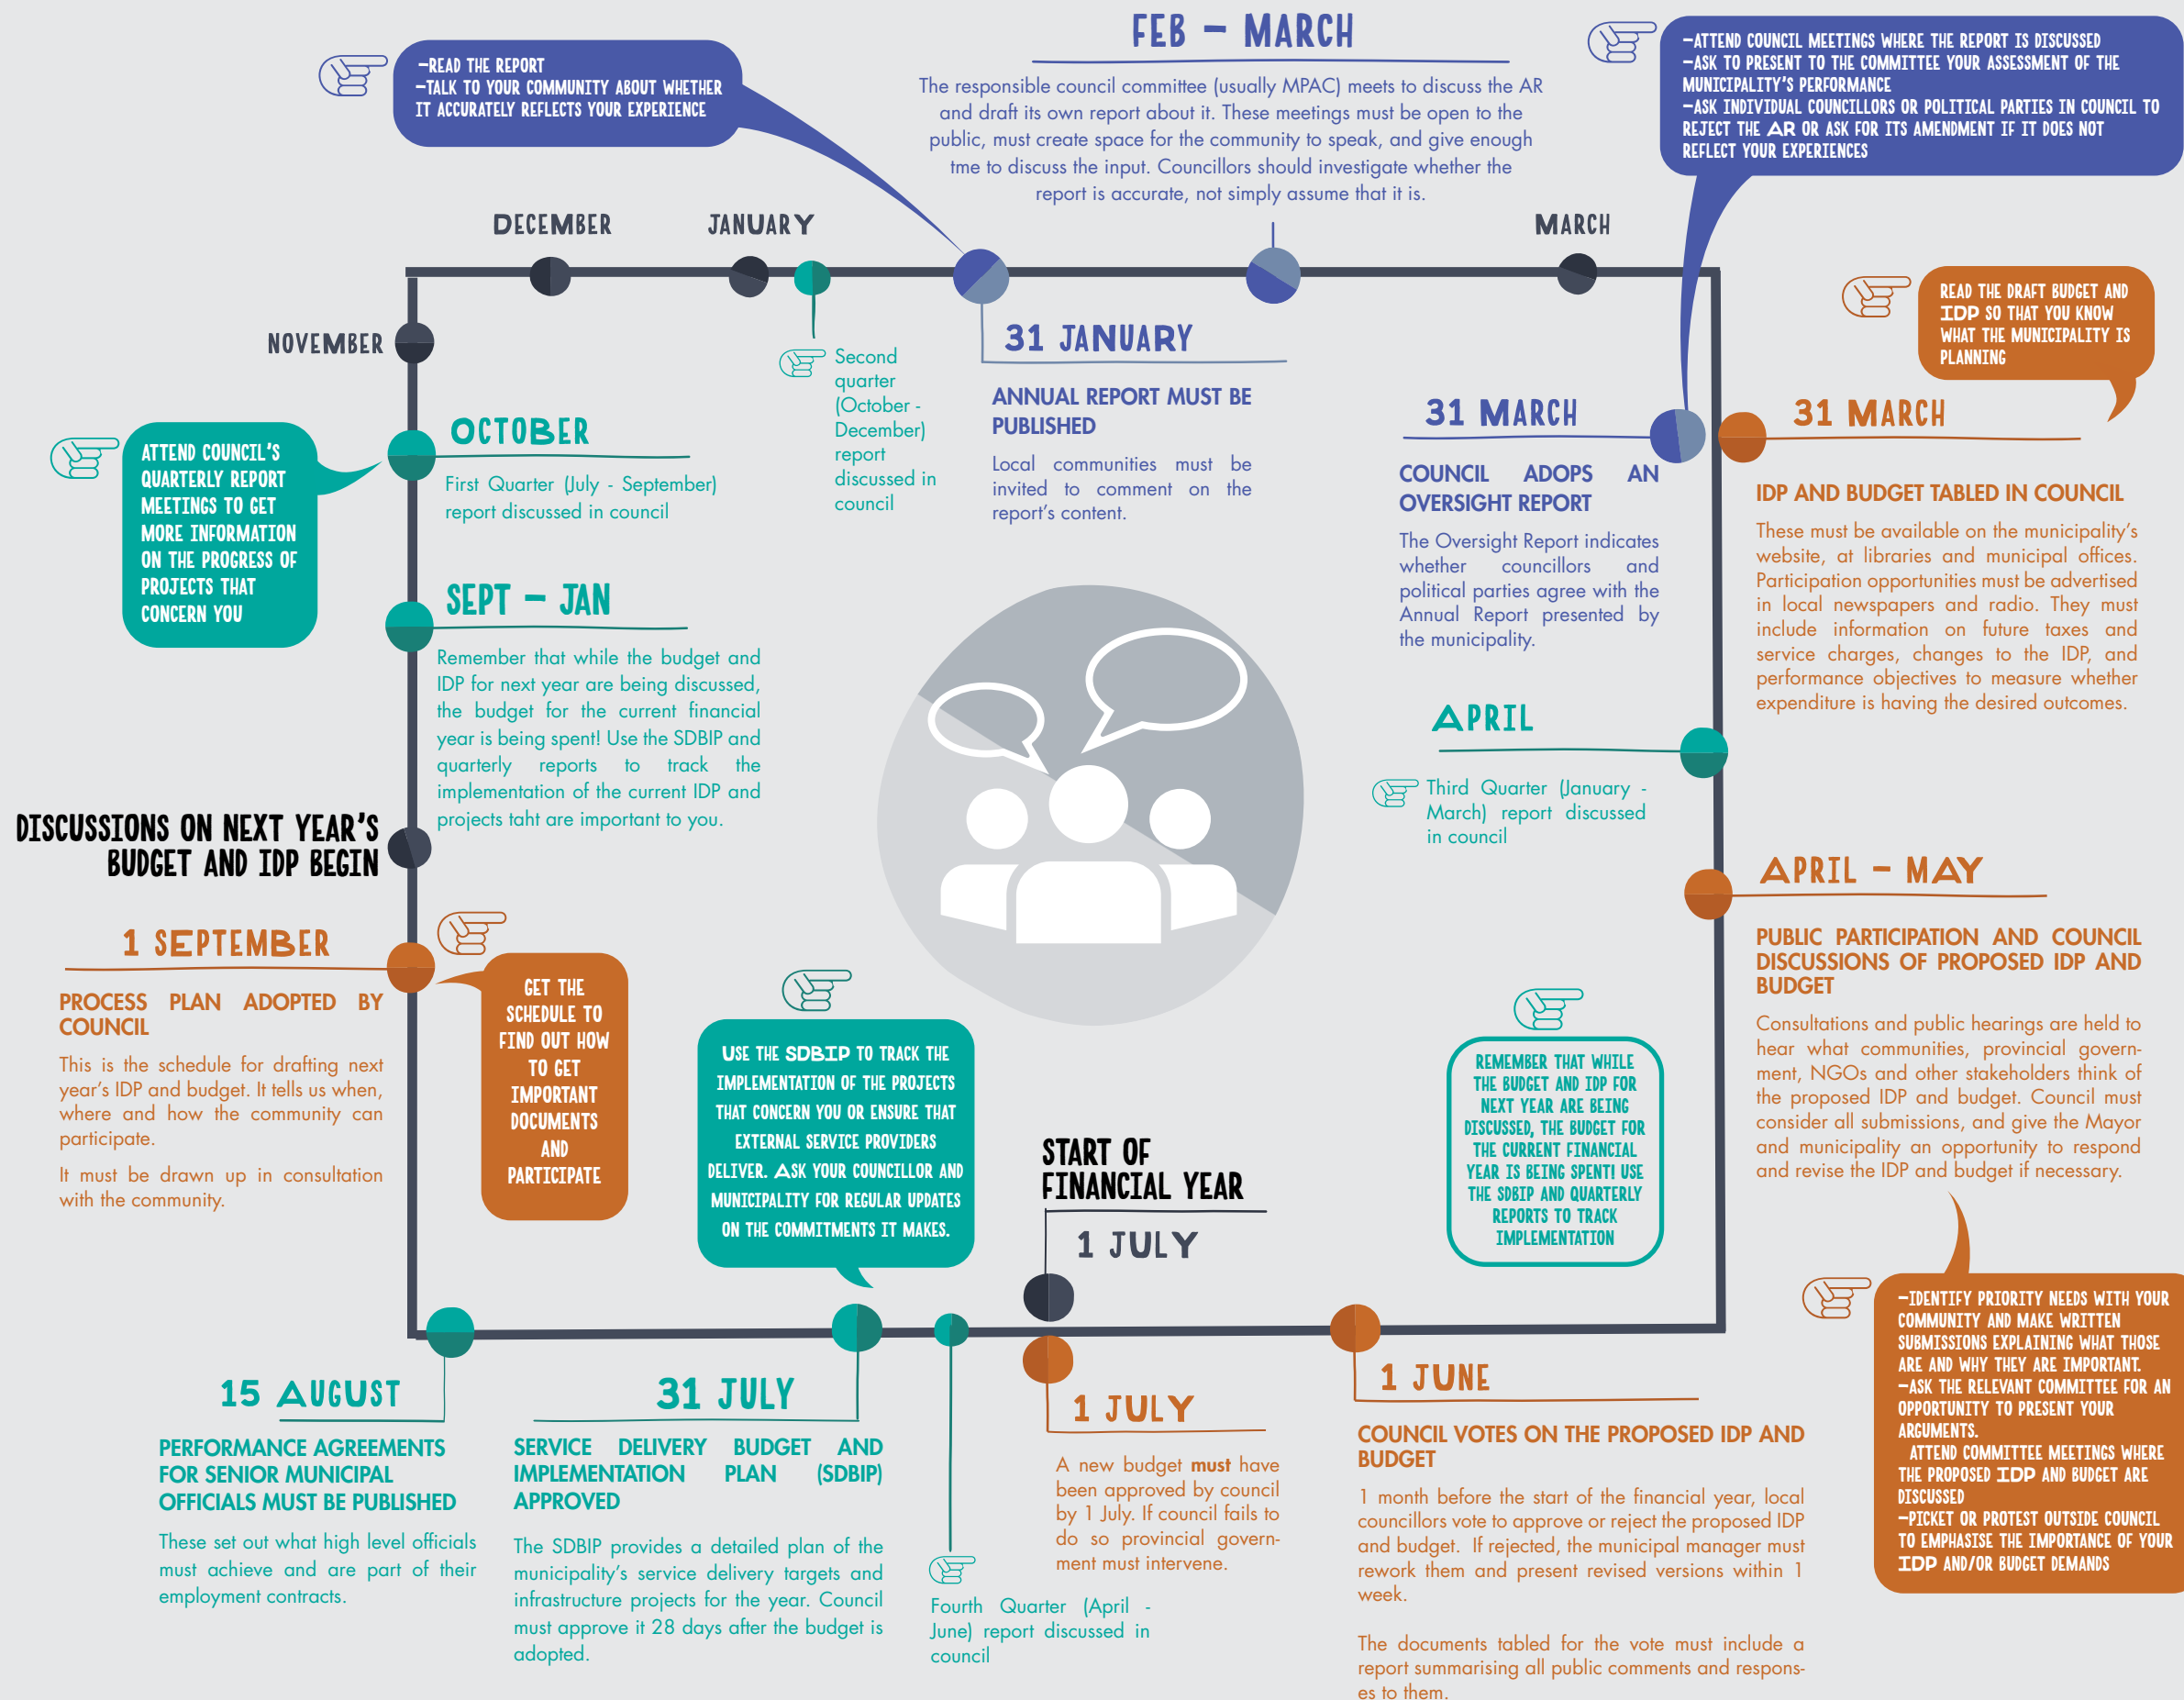 FEB – MARCH
The responsible council committee (usually MPAC) meets to discuss the AR
and draft its own report about it. These meetings must be open to the
public, must create space for the community to speak, and give enough
tme to discuss the input. Councillors should investigate whether the
report is accurate, not simply assume that it is.
-READ THE REPORT
-TALK TO YOUR COMMUNITY ABOUT WHETHER
IT ACCURATELY REFLECTS YOUR EXPERIENCE
-ATTEND COUNCIL MEETINGS WHERE THE REPORT IS DISCUSSED
-ASK TO PRESENT TO THE COMMITTEE YOUR ASSESSMENT OF THE
MUNICIPALITY'S PERFORMANCE
-ASK INDIVIDUAL COUNCILLORS OR POLITICAL PARTIES IN COUNCIL TO
REJECT THE AR OR ASK FOR ITS AMENDMENT IF IT DOES NOT
REFLECT YOUR EXPERIENCES
DECEMBER
JANUARY
MARCH
NOVEMBER
READ THE DRAFT BUDGET AND
IDP SO THAT YOU KNOW
WHAT THE MUNICIPALITY IS
PLANNING
Second
quarter
(October -
December)
report
discussed in
council
31 JANUARY
ANNUAL REPORT MUST BE
PUBLISHED
Local communities must be
invited to comment on the
report's content.
31 MARCH
COUNCIL ADOPS AN
OVERSIGHT REPORT
The Oversight Report indicates
whether councillors and
political parties agree with the
Annual Report presented by
the municipality.
31 MARCH
IDP AND BUDGET TABLED IN COUNCIL
These must be available on the municipality's
website, at libraries and municipal offices.
Participation opportunities must be advertised
in local newspapers and radio. They must
include information on future taxes and
service charges, changes to the IDP, and
performance objectives to measure whether
expenditure is having the desired outcomes.
ATTEND COUNCIL'S
QUARTERLY REPORT
MEETINGS TO GET
MORE INFORMATION
ON THE PROGRESS OF
PROJECTS THAT
CONCERN YOU
OCTOBER
First Quarter (July - September)
report discussed in council
SEPT – JAN
Remember that while the budget and
IDP for next year are being discussed,
the budget for the current financial
year is being spent! Use the SDBIP and
quarterly reports to track the
implementation of the current IDP and
projects taht are important to you.
APRIL
Third Quarter (January -
March) report discussed
in council
DISCUSSIONS ON NEXT YEAR'S
BUDGET AND IDP BEGIN
APRIL – MAY
PUBLIC PARTICIPATION AND COUNCIL
DISCUSSIONS OF PROPOSED IDP AND
BUDGET
Consultations and public hearings are held to
hear what communities, provincial govern-
ment, NGOs and other stakeholders think of
the proposed IDP and budget. Council must
consider all submissions, and give the Mayor
and municipality an opportunity to respond
and revise the IDP and budget if necessary.
1 SEPTEMBER
PROCESS PLAN ADOPTED BY
COUNCIL
This is the schedule for drafting next
year's IDP and budget. It tells us when,
where and how the community can
participate.
It must be drawn up in consultation
with the community.
GET THE
SCHEDULE TO
FIND OUT HOW
TO GET
IMPORTANT
DOCUMENTS
AND
PARTICIPATE
USE THE SDBIP TO TRACK THE
IMPLEMENTATION OF THE PROJECTS
THAT CONCERN YOU OR ENSURE THAT
EXTERNAL SERVICE PROVIDERS
DELIVER. ASK YOUR COUNCILLOR AND
MUNICIPALITY FOR REGULAR UPDATES
ON THE COMMITMENTS IT MAKES.
START OF
FINANCIAL YEAR
1 JULY
REMEMBER THAT WHILE
THE BUDGET AND IDP FOR
NEXT YEAR ARE BEING
DISCUSSED, THE BUDGET FOR
THE CURRENT FINANCIAL
YEAR IS BEING SPENT! USE
THE SDBIP AND QUARTERLY
REPORTS TO TRACK
IMPLEMENTATION
-IDENTIFY PRIORITY NEEDS WITH YOUR
COMMUNITY AND MAKE WRITTEN
SUBMISSIONS EXPLAINING WHAT THOSE
ARE AND WHY THEY ARE IMPORTANT.
-ASK THE RELEVANT COMMITTEE FOR AN
OPPORTUNITY TO PRESENT YOUR
ARGUMENTS.
ATTEND COMMITTEE MEETINGS WHERE
THE PROPOSED IDP AND BUDGET ARE
DISCUSSED
-PICKET OR PROTEST OUTSIDE COUNCIL
TO EMPHASISE THE IMPORTANCE OF YOUR
IDP AND/OR BUDGET DEMANDS
15 AUGUST
PERFORMANCE AGREEMENTS
FOR SENIOR MUNICIPAL
OFFICIALS MUST BE PUBLISHED
These set out what high level officials
must achieve and are part of their
employment contracts.
31 JULY
SERVICE DELIVERY BUDGET AND
IMPLEMENTATION PLAN (SDBIP)
APPROVED
The SDBIP provides a detailed plan of the
municipality's service delivery targets and
infrastructure projects for the year. Council
must approve it 28 days after the budget is
adopted.
Fourth Quarter (April -
June) report discussed in
council
1 JULY
A new budget must have
been approved by council
by 1 July. If council fails to
do so provincial govern-
ment must intervene.
1 JUNE
COUNCIL VOTES ON THE PROPOSED IDP AND
BUDGET
1 month before the start of the financial year, local
councillors vote to approve or reject the proposed IDP
and budget. If rejected, the municipal manager must
rework them and present revised versions within 1
week.
The documents tabled for the vote must include a
report summarising all public comments and respons-
es to them.